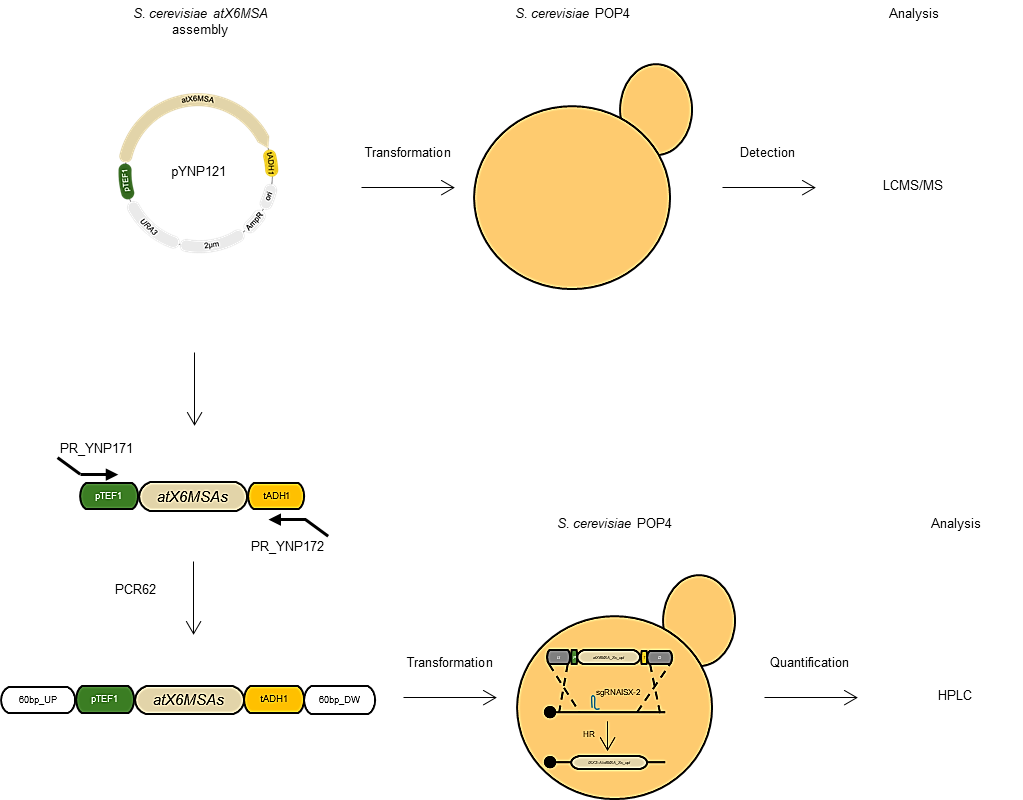 S. cerevisiae atX6MSA
assembly
S. cerevisiae POP4
Analysis
atX6MSA
pYNP121
tADH1
pTEF1
ori
AmpR
2µm
URA3
Transformation
Detection
LCMS/MS
PR_YNP171
pTEF1
atX6MSAs
tADH1
PR_YNP172
PCR62
S. cerevisiae POP4
Analysis
60bp_UP
pTEF1
atX6MSAs
tADH1
60bp_DW
Transformation
sgRNAISX-2
HR
Quantification
HPLC